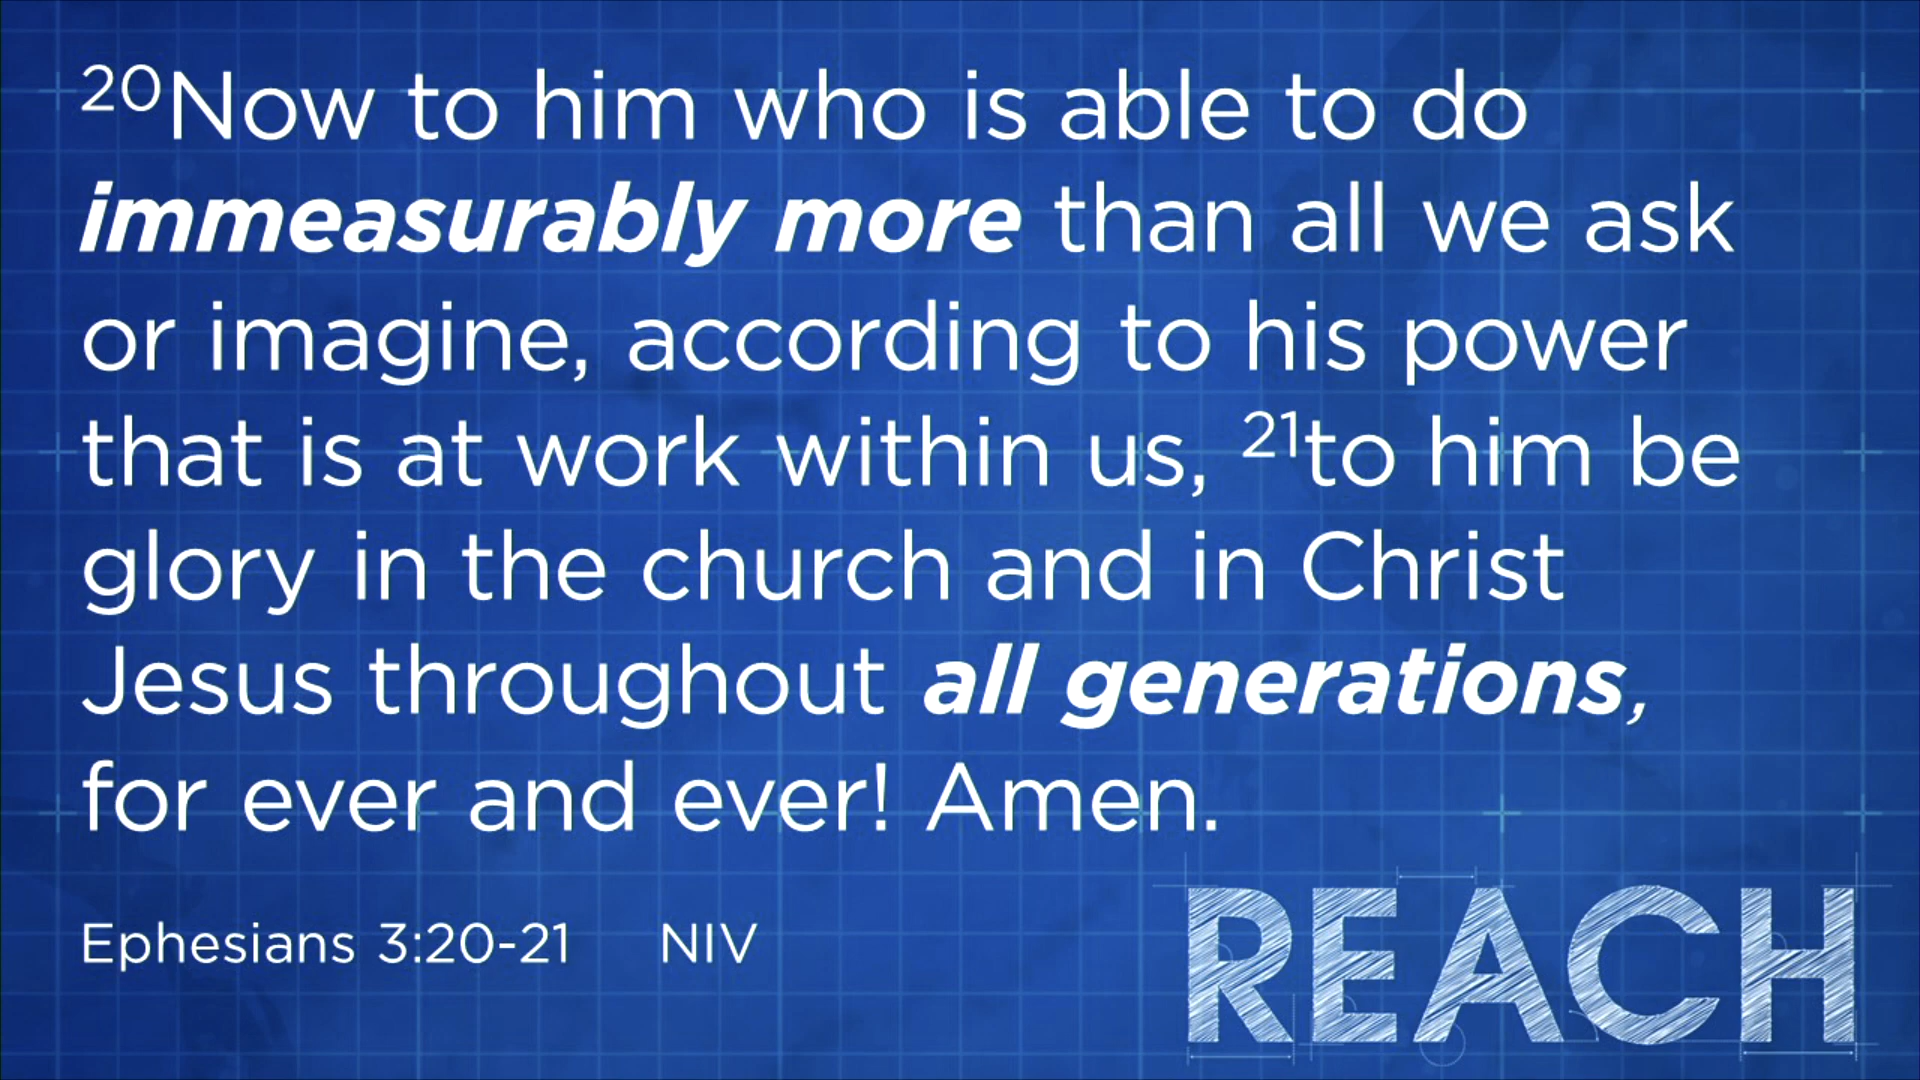 20Now to him who is able to do
immeasurably more than all we ask
or imagine, according to his power
that is at work within us, 21to him be
glory in the church and in Christ
Jesus throughout all generations,
for ever and ever! Amen.
Ephesians 3:20-21 NIV
REACH